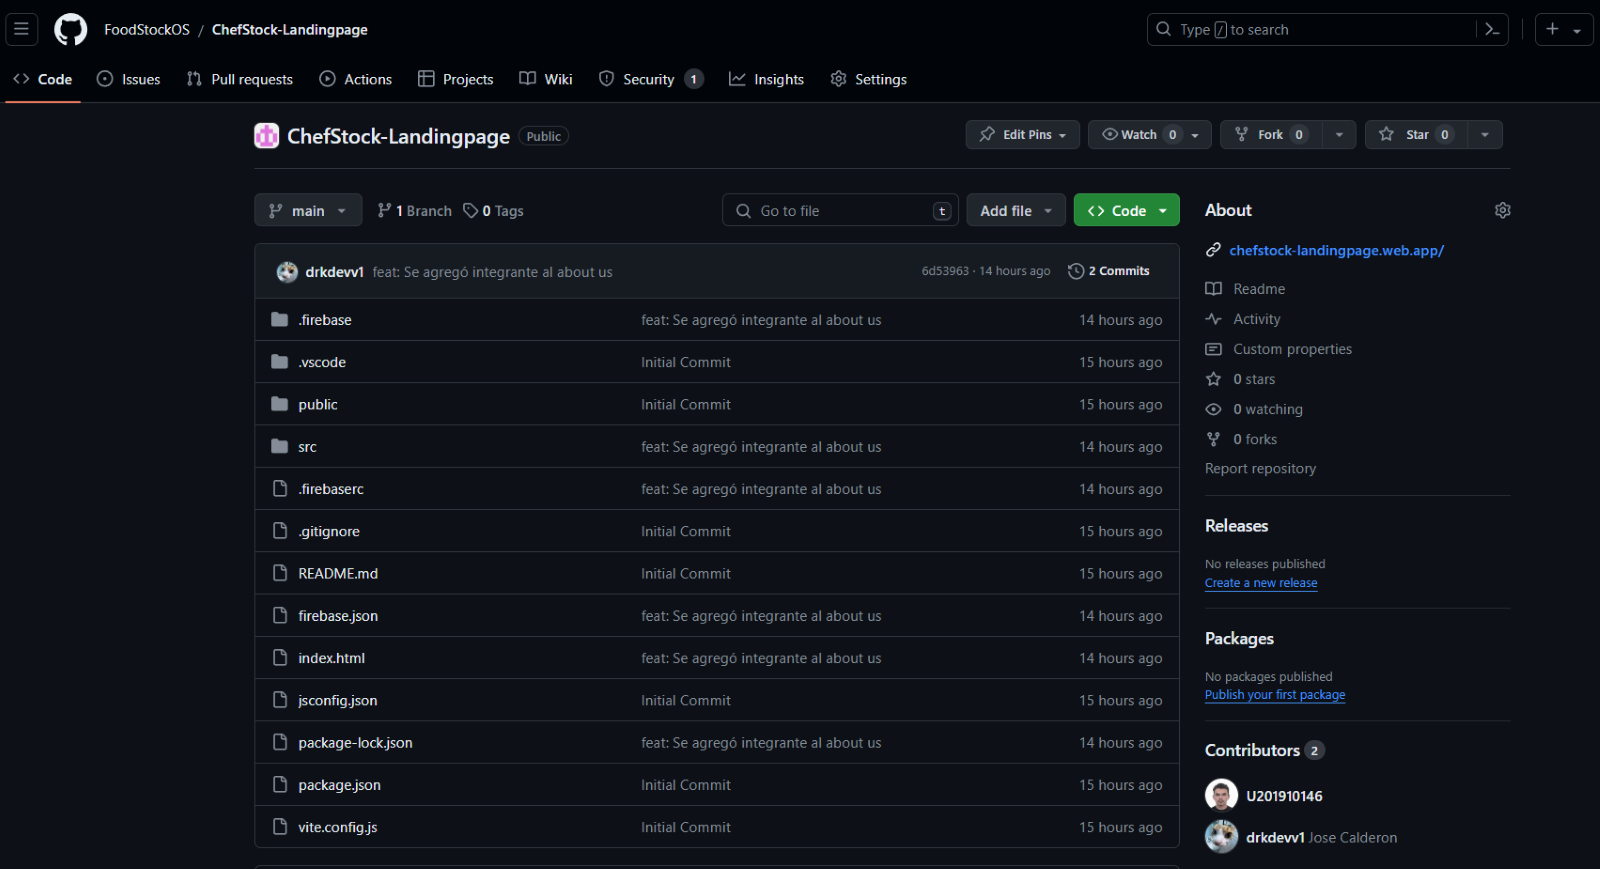 FoodStockOS / ChefStock-Landingpage
Type / to search
Code Issues Pull requests Actions Projects Wiki Security 1 Insights Settings
ChefStock-Landingpage Public
Edit Pins Watch 0 Fork 0 Star 0
main 1 Branch 0 Tags
Go to file t Add file Code
drkdevv1 feat: Se agregó integrante al about us 6d53963 · 14 hours ago 2 Commits
.firebase feat: Se agregó integrante al about us 14 hours ago
.vscode Initial Commit 15 hours ago
public Initial Commit 15 hours ago
src feat: Se agregó integrante al about us 14 hours ago
.firebaserc feat: Se agregó integrante al about us 14 hours ago
.gitignore Initial Commit 15 hours ago
README.md Initial Commit 15 hours ago
firebase.json feat: Se agregó integrante al about us 14 hours ago
index.html feat: Se agregó integrante al about us 14 hours ago
jsconfig.json Initial Commit 15 hours ago
package-lock.json feat: Se agregó integrante al about us 14 hours ago
package.json Initial Commit 15 hours ago
vite.config.js Initial Commit 15 hours ago
About
chefstock-landingpage.web.app/
Readme
Activity
Custom properties
0 stars
0 watching
0 forks
Report repository
Releases
No releases published
Create a new release
Packages
No packages published
Publish your first package
Contributors 2
U201910146
drkdevv1 Jose Calderon